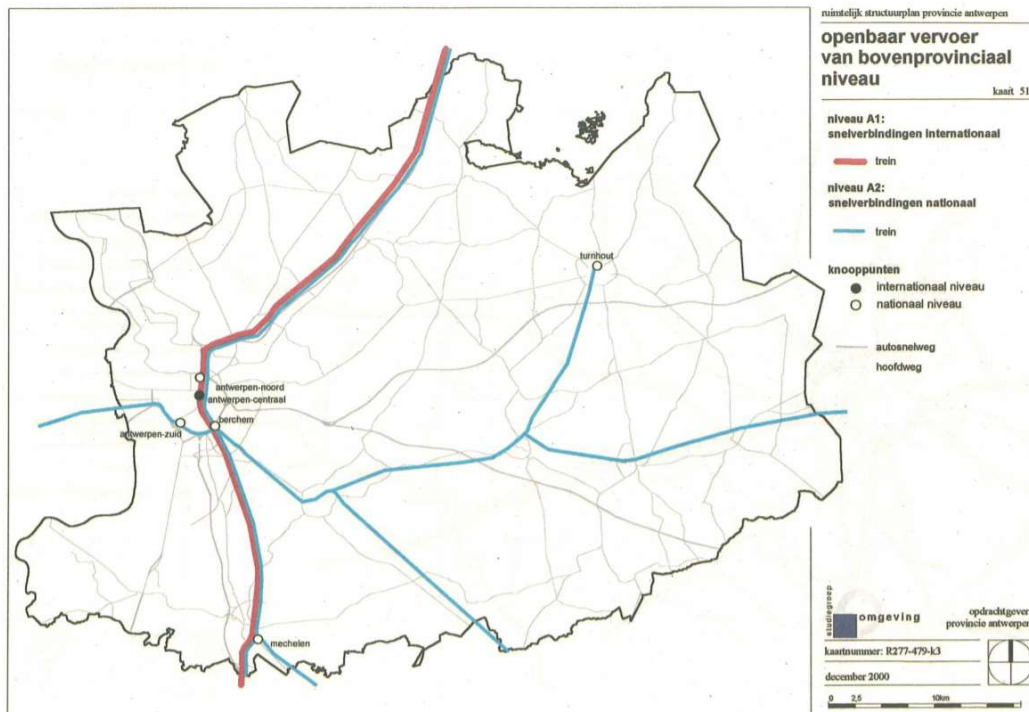 ruimtelijk structuurplan provincie antwerpen
openbaar vervoer
van bovenprovinciaal
niveau
kaart 51
niveau A1:
snelverbindingen internationaal
trein
niveau A2:
snelverbindingen nationaal
trein
knooppunten
internationaal niveau
nationaal niveau
autosnelweg
hoofdweg
turnhout
antwerpen-noord
antwerpen-centraal
berchem
antwerpen-zuid
mechelen
studiegroep
omgeving
opdrachtgever
provincie antwerpen
kaartnummer: R277-479-k3
december 2000
0 2,5 10km